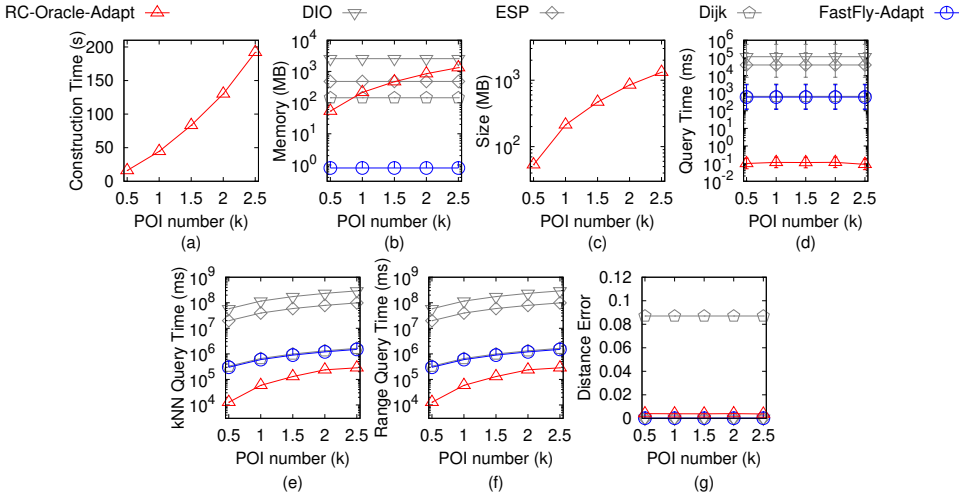 RC-Oracle-Adapt DIO ESP Dijk FastFly-Adapt
Construction Time (s)
200
150
100
50
0
0.5 1 1.5 2 2.5
POI number (k)
(a)
Memory (MB)
10^4
10^3
10^2
10^1
10^0
0.5 1 1.5 2 2.5
POI number (k)
(b)
Size (MB)
10^3
10^2
0.5 1 1.5 2 2.5
POI number (k)
(c)
Query Time (ms)
10^6
10^5
10^4
10^3
10^2
10^1
10^0
10^-1
10^-2
0.5 1 1.5 2 2.5
POI number (k)
(d)
kNN Query Time (ms)
10^9
10^8
10^7
10^6
10^5
10^4
0.5 1 1.5 2 2.5
POI number (k)
(e)
Range Query Time (ms)
10^9
10^8
10^7
10^6
10^5
10^4
0.5 1 1.5 2 2.5
POI number (k)
(f)
Distance Error
0.12
0.1
0.08
0.06
0.04
0.02
0
0.5 1 1.5 2 2.5
POI number (k)
(g)